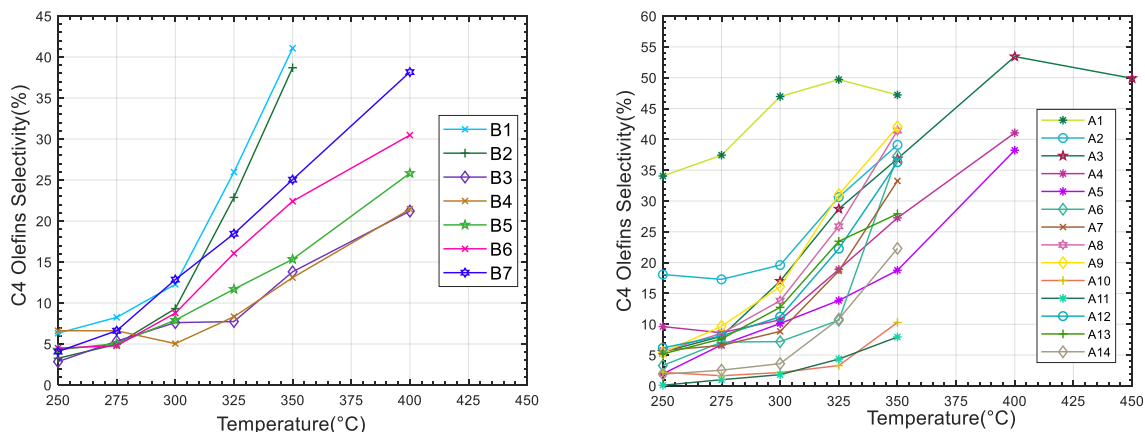 C4 Olefins Selectivity(%)
45
40
35
30
25
20
15
10
5
0
250 275 300 325 350 375 400 425 450
Temperature(°C)
B1
B2
B3
B4
B5
B6
B7
C4 Olefins Selectivity(%)
60
55
50
45
40
35
30
25
20
15
10
5
0
250 275 300 325 350 375 400 425 450
Temperature(°C)
A1
A2
A3
A4
A5
A6
A7
A8
A9
A10
A11
A12
A13
A14